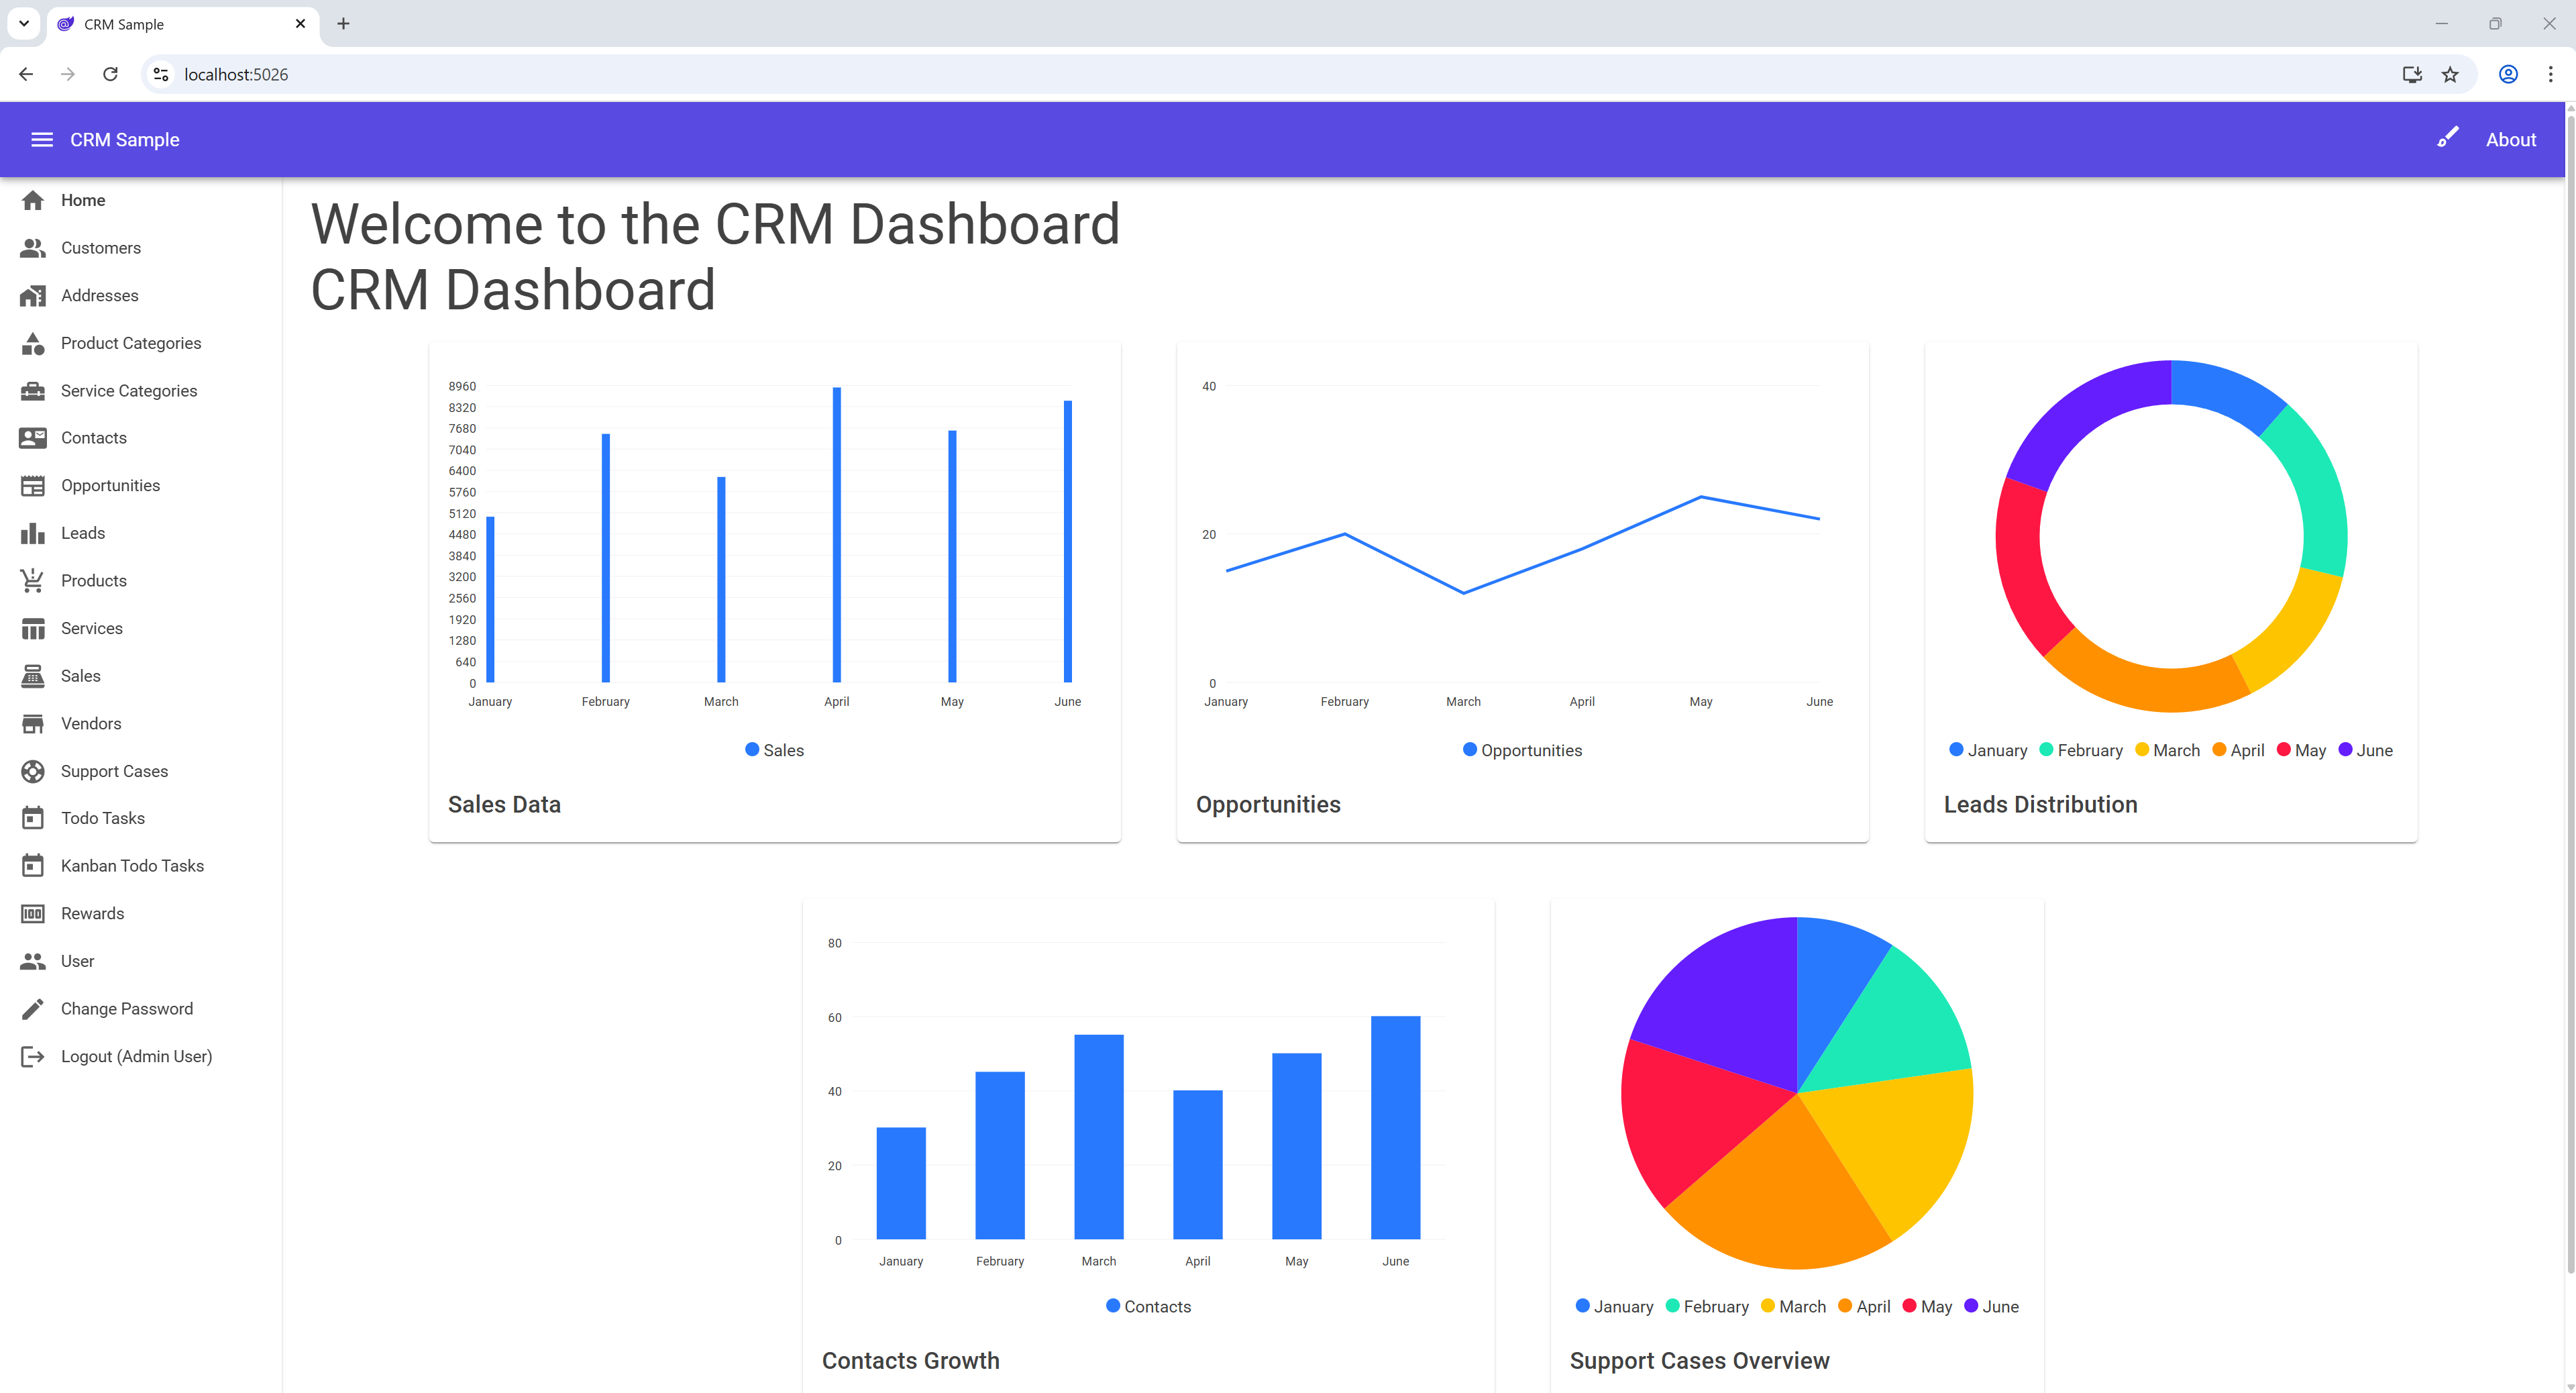 CRM Sample
localhost:5026
CRM Sample
About
Home
Customers
Addresses
Product Categories
Service Categories
Contacts
Opportunities
Leads
Products
Services
Sales
Vendors
Support Cases
Todo Tasks
Kanban Todo Tasks
Rewards
User
Change Password
Logout (Admin User)
Welcome to the CRM Dashboard
CRM Dashboard
8960
8320
7680
7040
6400
5760
5120
4480
3840
3200
2560
1920
1280
640
0
January February March April May June
Sales
Sales Data
40
20
0
January February March April May June
Opportunities
Opportunities
January February March April May June
Leads Distribution
80
60
40
20
0
January February March April May June
Contacts
Contacts Growth
January February March April May June
Support Cases Overview